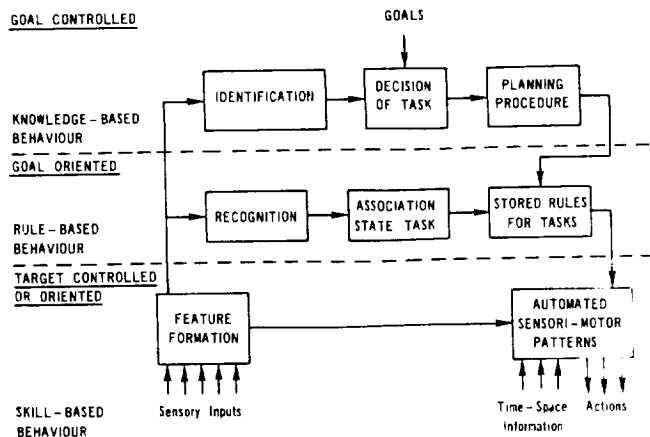 GOAL CONTROLLED
GOALS
IDENTIFICATION
DECISION
OF TASK
PLANNING
PROCEDURE
KNOWLEDGE-BASED
BEHAVIOUR
GOAL ORIENTED
RECOGNITION
ASSOCIATION
STATE TASK
STORED RULES
FOR TASKS
RULE-BASED
BEHAVIOUR
TARGET CONTROLLED
OR ORIENTED
FEATURE
FORMATION
AUTOMATED
SENSORI-MOTOR
PATTERNS
SKILL-BASED
BEHAVIOUR
Sensory Inputs
Time-Space
Information
Actions